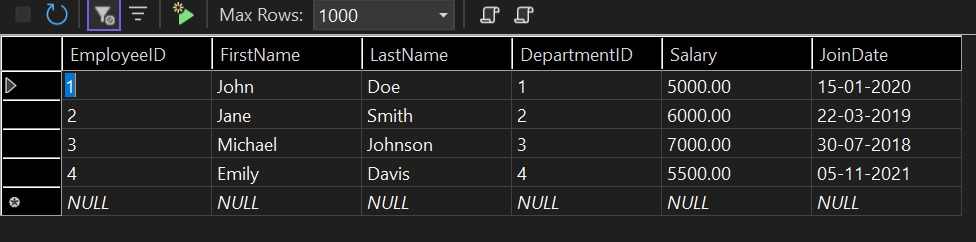 Max Rows: 1000
EmployeeID FirstName LastName DepartmentID Salary JoinDate
1 John Doe 1 5000.00 15-01-2020
2 Jane Smith 2 6000.00 22-03-2019
3 Michael Johnson 3 7000.00 30-07-2018
4 Emily Davis 4 5500.00 05-11-2021
NULL NULL NULL NULL NULL NULL